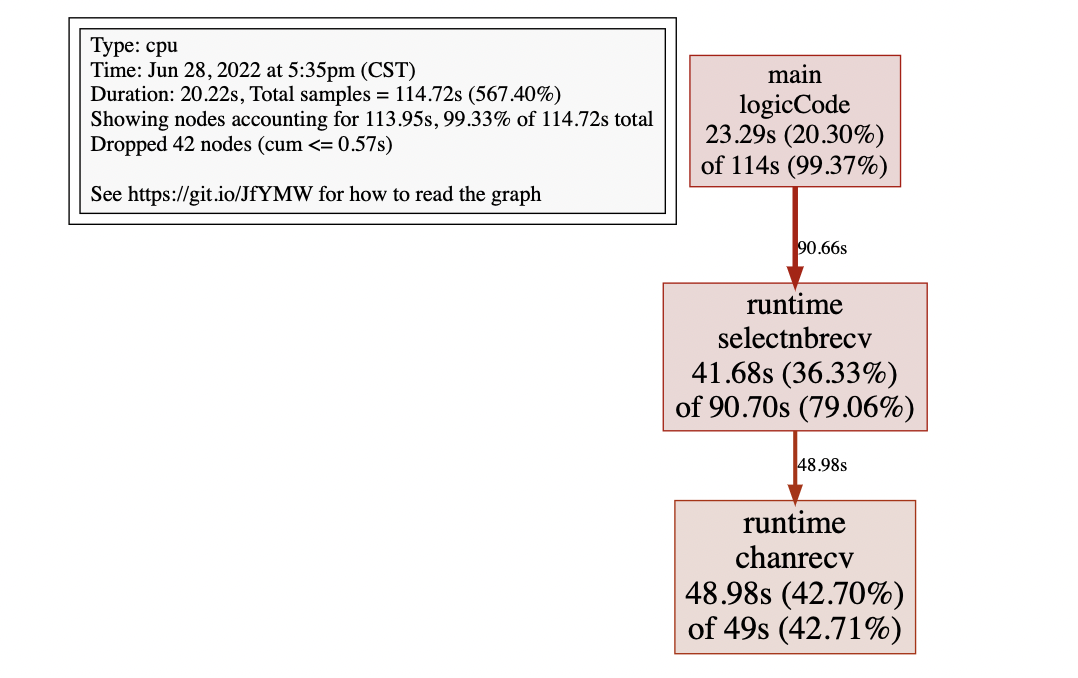 Type: cpu
Time: Jun 28, 2022 at 5:35pm (CST)
Duration: 20.22s, Total samples = 114.72s (567.40%)
Showing nodes accounting for 113.95s, 99.33% of 114.72s total
Dropped 42 nodes (cum <= 0.57s)
See https://git.io/JfYMW for how to read the graph
main
logicCode
23.29s (20.30%)
of 114s (99.37%)
90.66s
runtime
selectnbrecv
41.68s (36.33%)
of 90.70s (79.06%)
48.98s
runtime
chanrecv
48.98s (42.70%)
of 49s (42.71%)